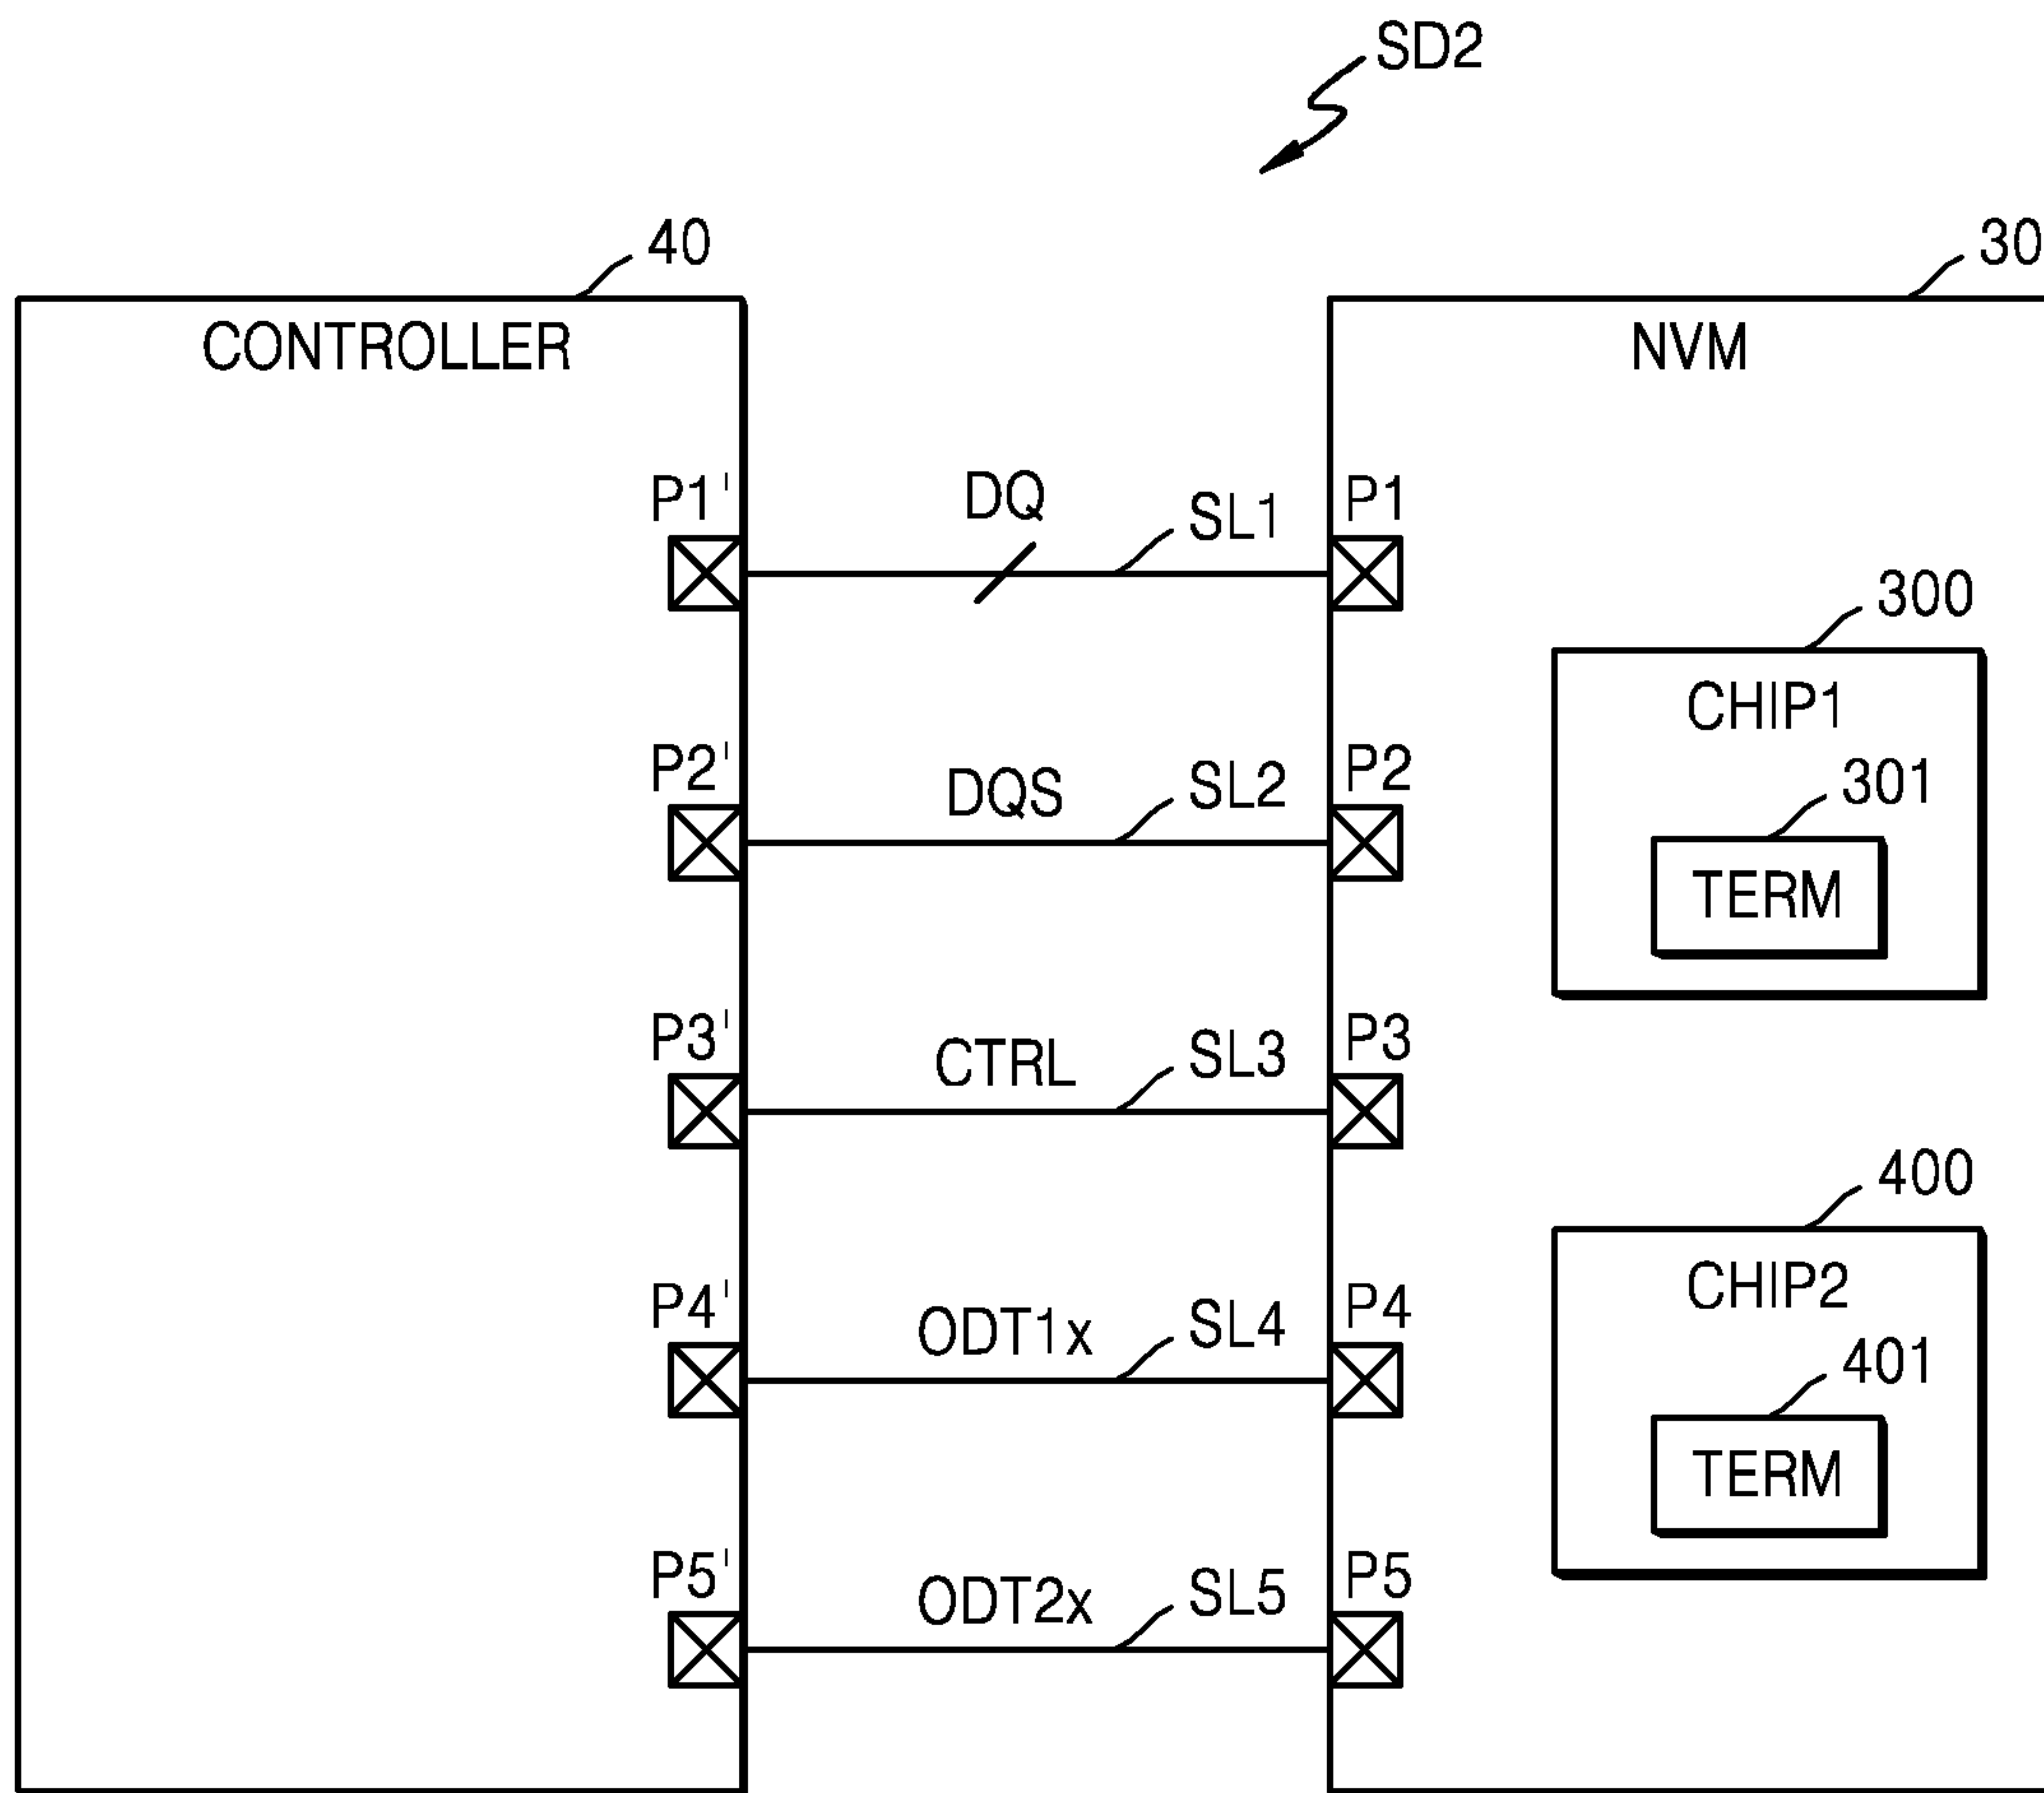 SD2
40
30
CONTROLLER
NVM
P1'
DQ
SL1
P1
300
CHIP1
P2'
DQS
SL2
P2
301
TERM
P3'
CTRL
SL3
P3
400
CHIP2
P4'
ODT1x
SL4
P4
401
TERM
P5'
ODT2x
SL5
P5